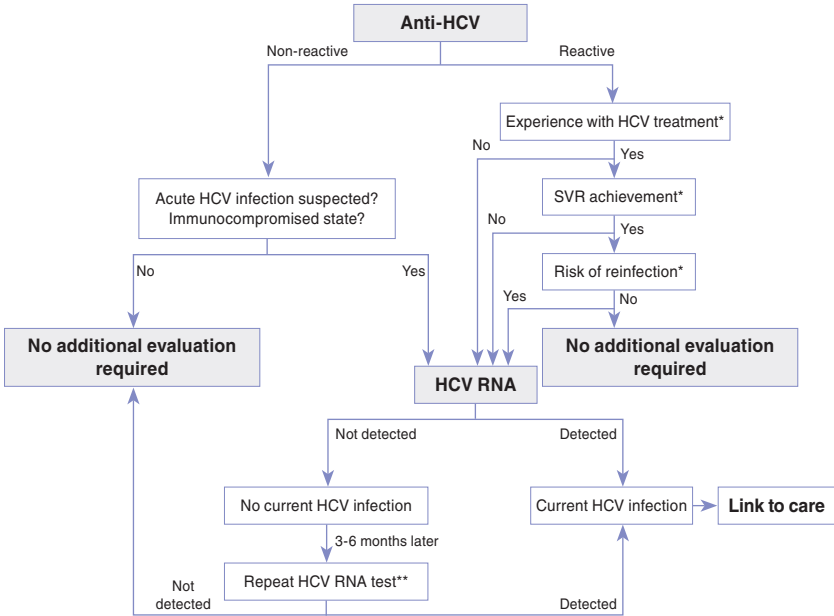 Anti-HCV
Non-reactive
Reactive
Experience with HCV treatment*
No
Yes
Acute HCV infection suspected?
Immunocompromised state?
SVR achievement*
No
Yes
Risk of reinfection*
No
Yes
Yes
No
No additional evaluation
required
No additional evaluation
required
HCV RNA
Not detected
Detected
No current HCV infection
Current HCV infection
Link to care
3-6 months later
Repeat HCV RNA test**
Not
detected
Detected